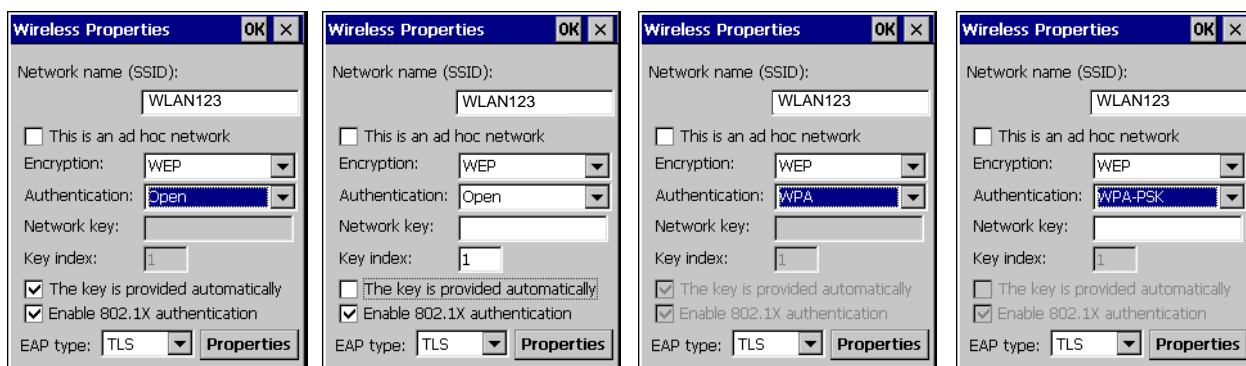 Wireless Properties OK ×
Network name (SSID):
WLAN123
This is an ad hoc network
Encryption: WEP
Authentication: Open
Network key:
Key index: 1
The key is provided automatically
Enable 802.1X authentication
EAP type: TLS Properties
Wireless Properties OK ×
Network name (SSID):
WLAN123
This is an ad hoc network
Encryption: WEP
Authentication: Open
Network key:
Key index: 1
The key is provided automatically
Enable 802.1X authentication
EAP type: TLS Properties
Wireless Properties OK ×
Network name (SSID):
WLAN123
This is an ad hoc network
Encryption: WEP
Authentication: WPA
Network key:
Key index: 1
The key is provided automatically
Enable 802.1X authentication
EAP type: TLS Properties
Wireless Properties OK ×
Network name (SSID):
WLAN123
This is an ad hoc network
Encryption: WEP
Authentication: WPA-PSK
Network key:
Key index: 1
The key is provided automatically
Enable 802.1X authentication
EAP type: TLS Properties